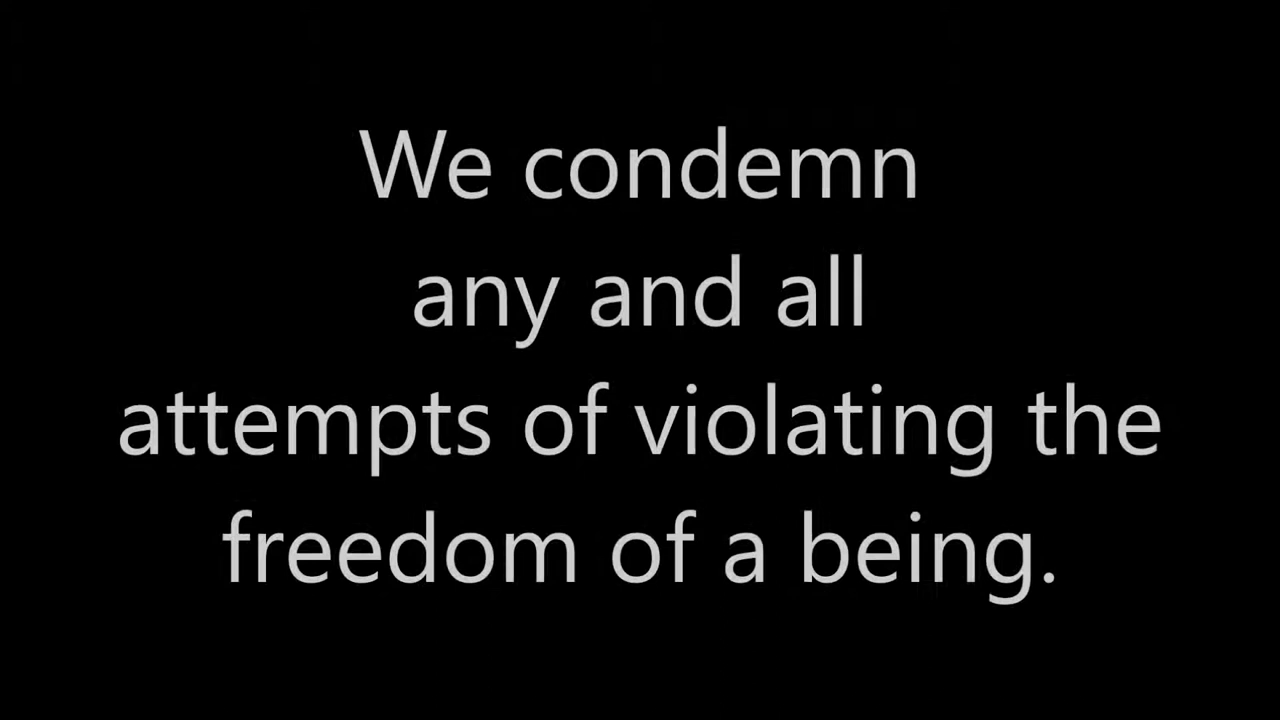 We condemn
any and all
attempts of violating the
freedom of a being.